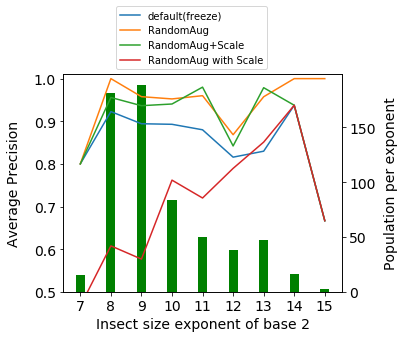 default(freeze)
RandomAug
RandomAug+Scale
RandomAug with Scale
1.0
0.9
0.8
0.7
0.6
0.5
Average Precision
150
100
50
0
Population per exponent
7 8 9 10 11 12 13 14 15
Insect size exponent of base 2